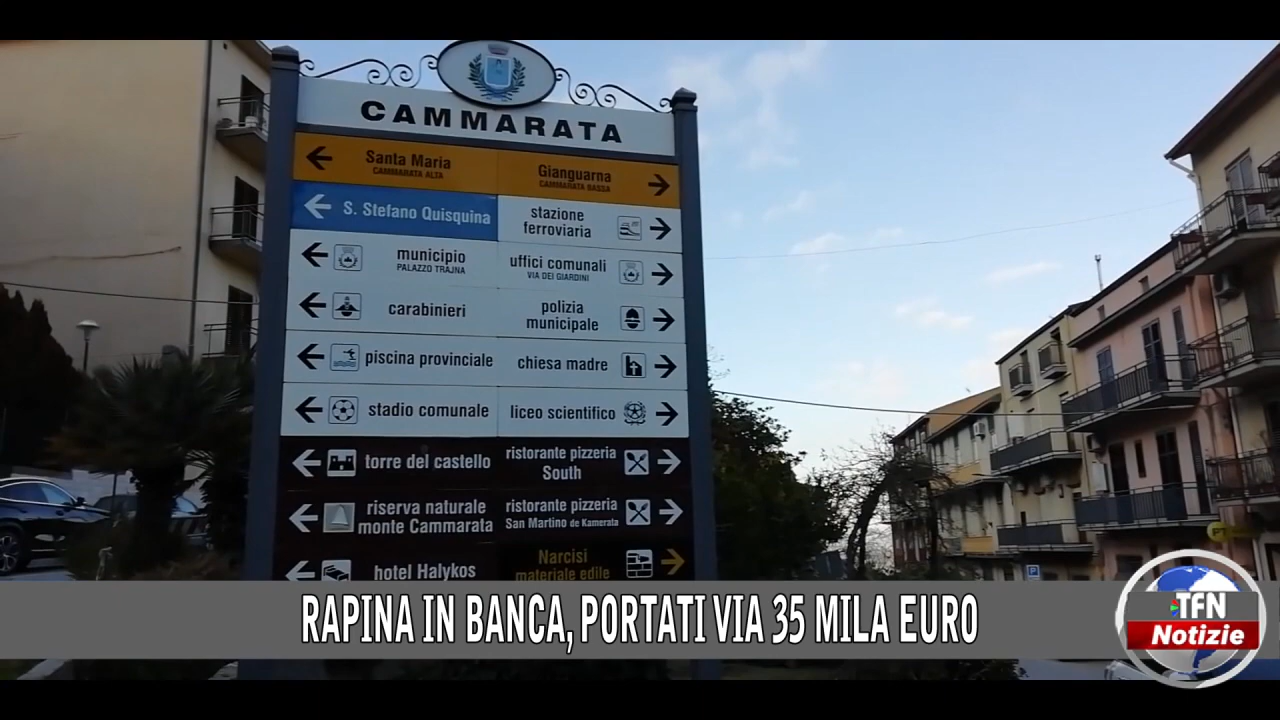 CAMMARATA
Santa Maria
CAMMARATA ALTA
Gianguarna
CAMMARATA BASSA
S. Stefano Quisquina
stazione
ferroviaria
municipio
PALAZZO TRAJNA
uffici comunali
VIA DEI GIARDINI
carabinieri
polizia
municipale
piscina provinciale
chiesa madre
stadio comunale
liceo scientifico
torre del castello
ristorante pizzeria
South
riserva naturale
monte Cammarata
ristorante pizzeria
San Martino de Kamerata
hotel Halykos
Narcisi
materiale edile
RAPINA IN BANCA, PORTATI VIA 35 MILA EURO
TFN
Notizie
P